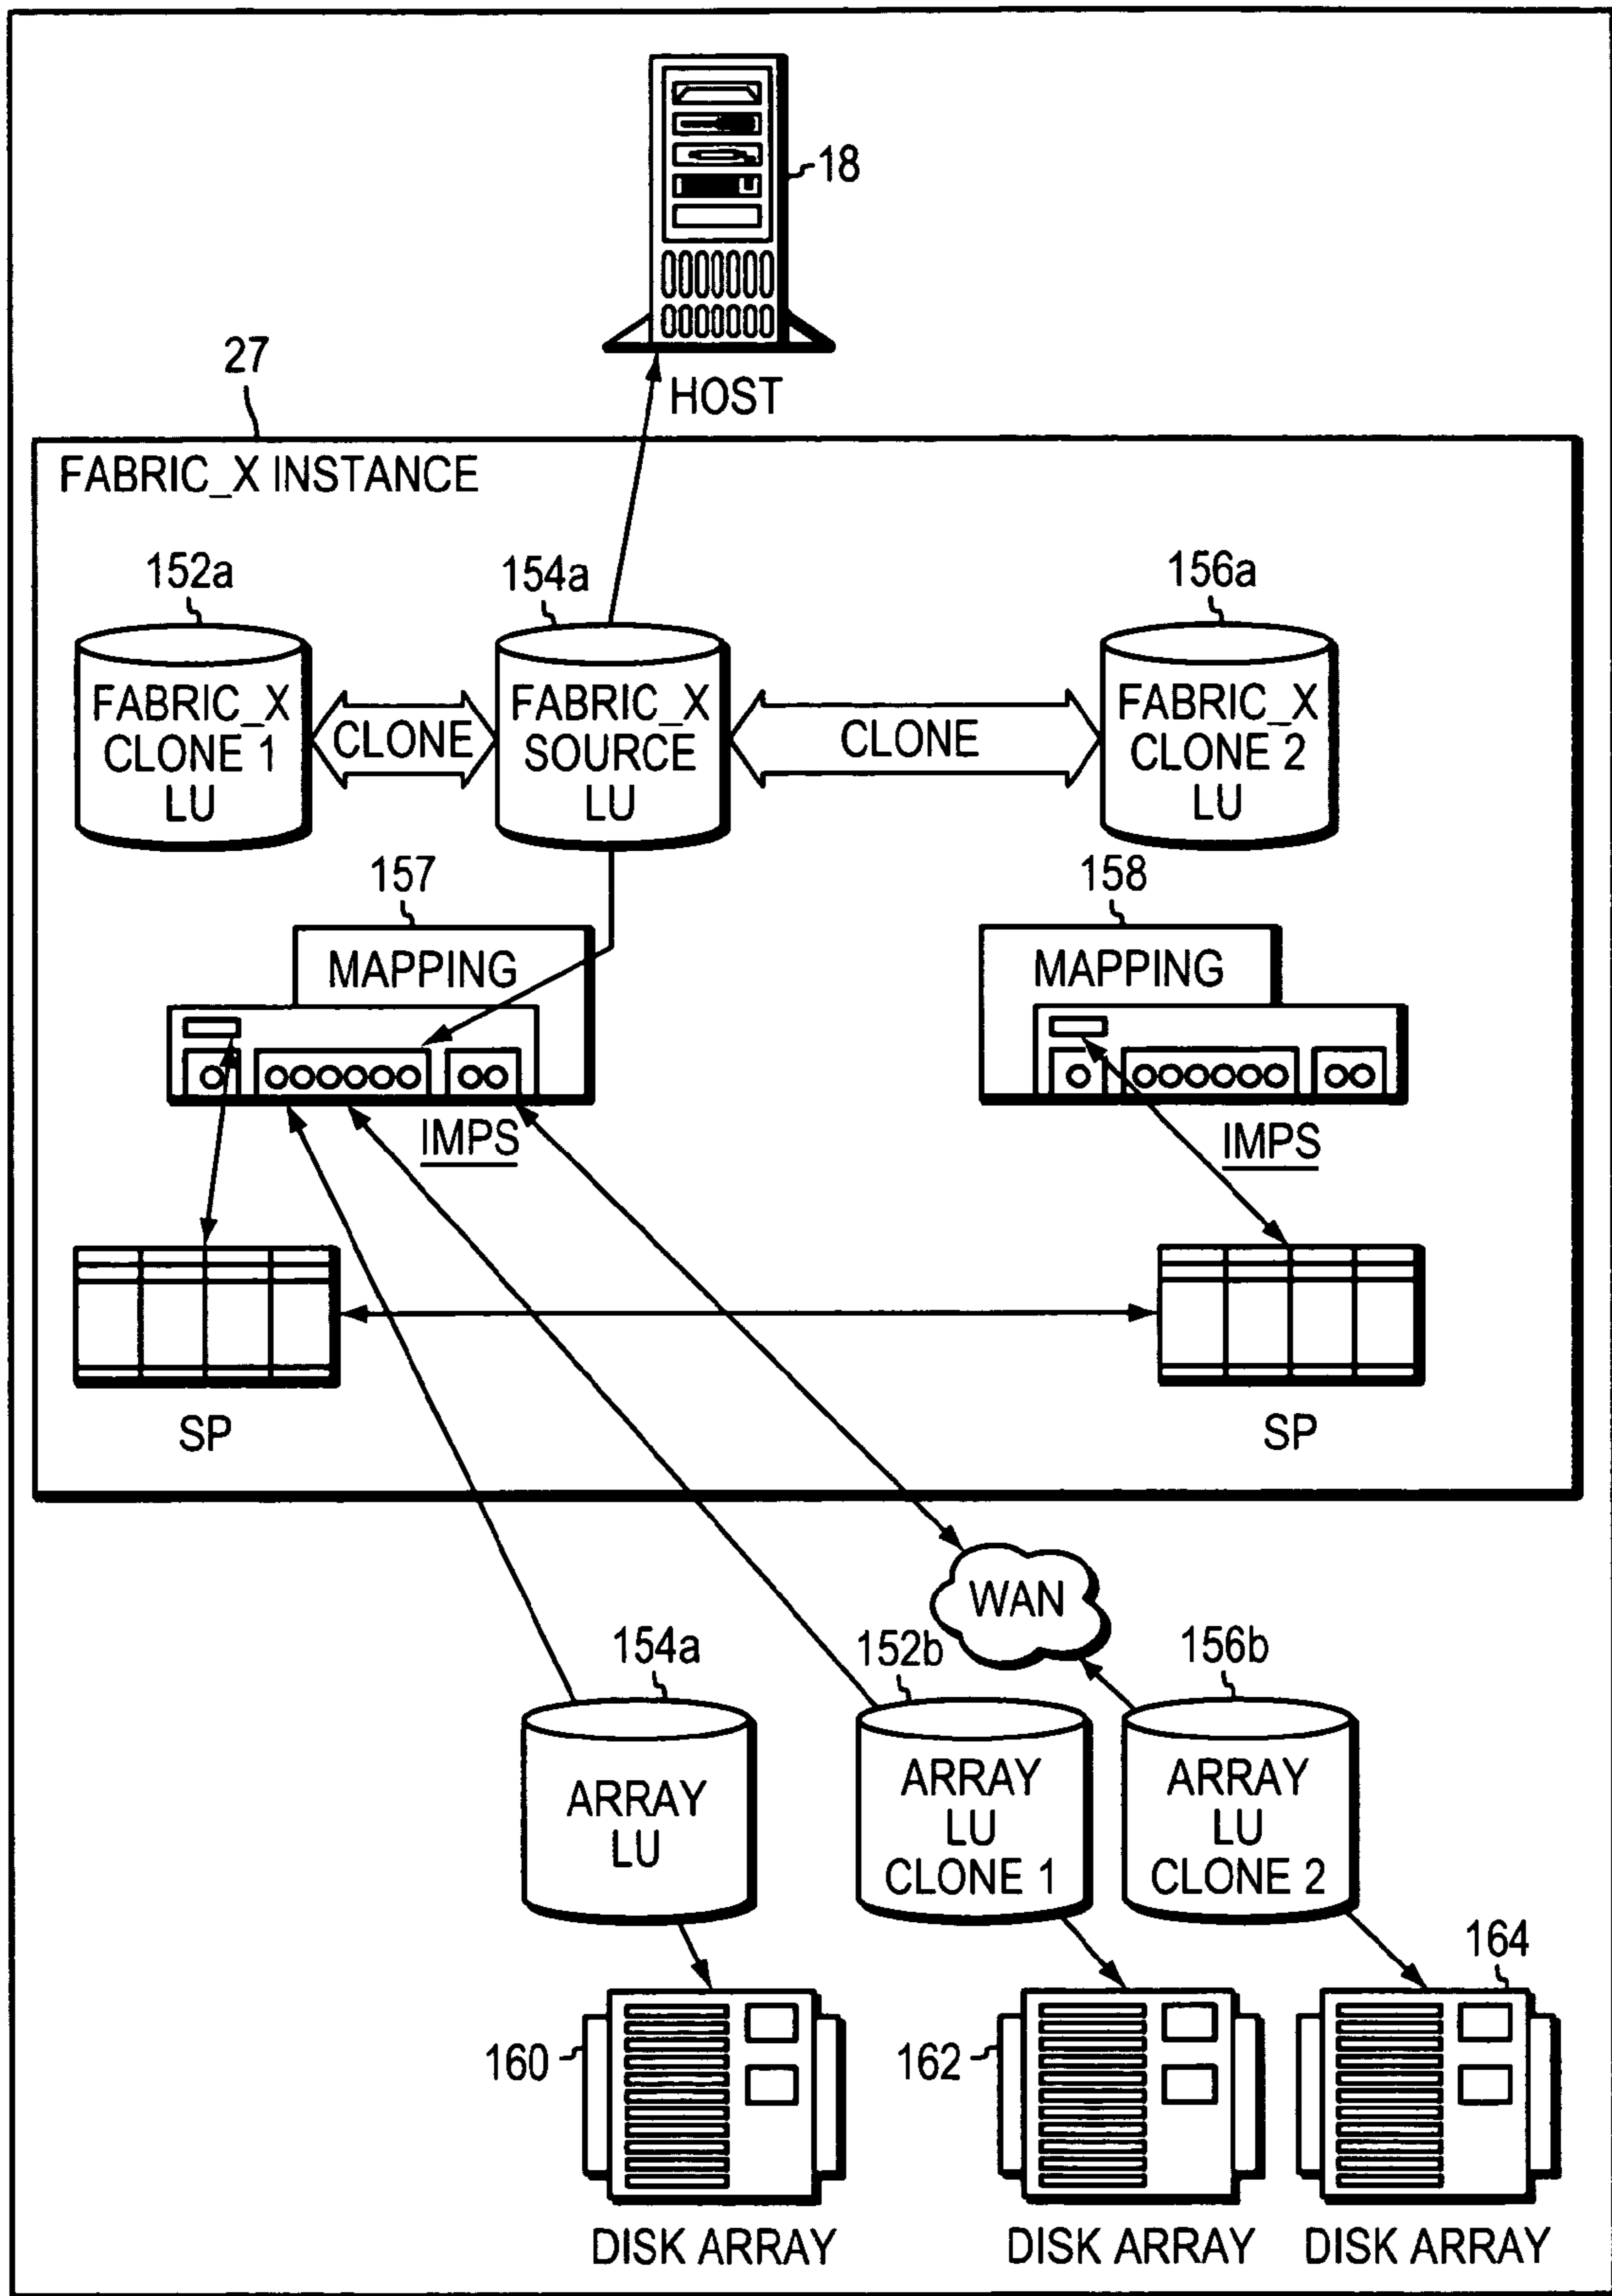 18
HOST
27
FABRIC_X INSTANCE
152a
154a
156a
FABRIC_X
CLONE 1
LU
CLONE
FABRIC_X
SOURCE
LU
CLONE
FABRIC_X
CLONE 2
LU
157
158
MAPPING
MAPPING
IMPS
IMPS
SP
SP
WAN
154a
152b
156b
ARRAY
LU
ARRAY
LU
CLONE 1
ARRAY
LU
CLONE 2
164
160
162
DISK ARRAY
DISK ARRAY
DISK ARRAY